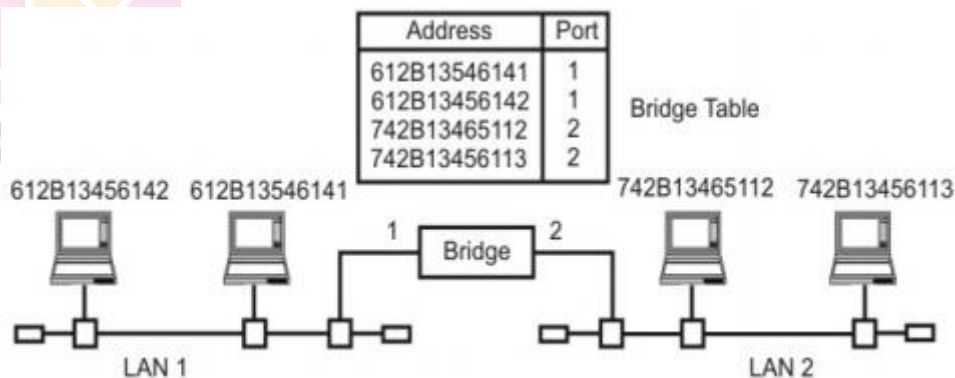 Address Port
612B13546141 1
612B13456142 1
742B13465112 2
742B13456113 2
Bridge Table
612B13456142 612B13546141 742B13465112 742B13456113
1 Bridge 2
LAN 1 LAN 2